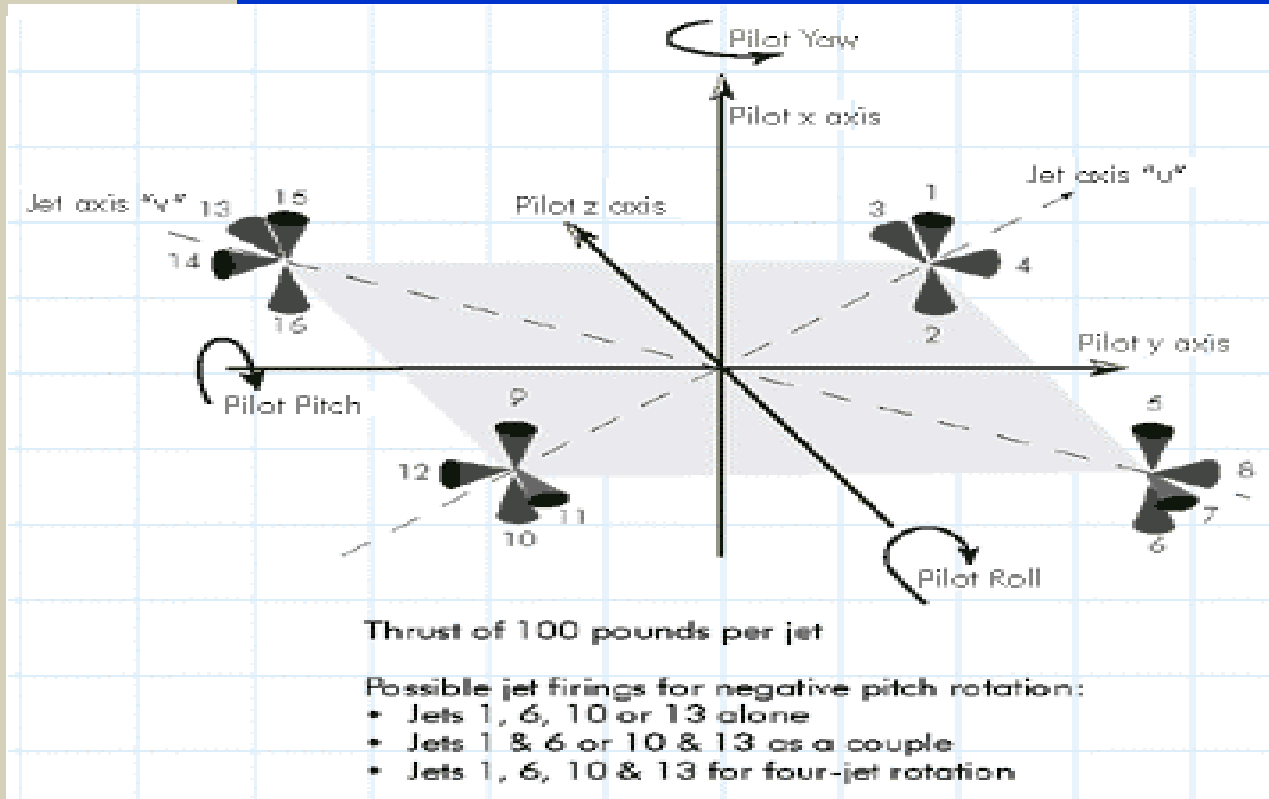 Pilot Yaw
Pilot x axis
Jet axis "u"
Jet axis "v"
13
15
Pilot z axis
3
1
14
4
16
2
Pilot y axis
Pilot Pitch
9
5
12
8
11
7
10
6
Pilot Roll
Thrust of 100 pounds per jet
Possible jet firings for negative pitch rotation:
• Jets 1, 6, 10 or 13 alone
• Jets 1 & 6 or 10 & 13 as a couple
• Jets 1, 6, 10 & 13 for four-jet rotation